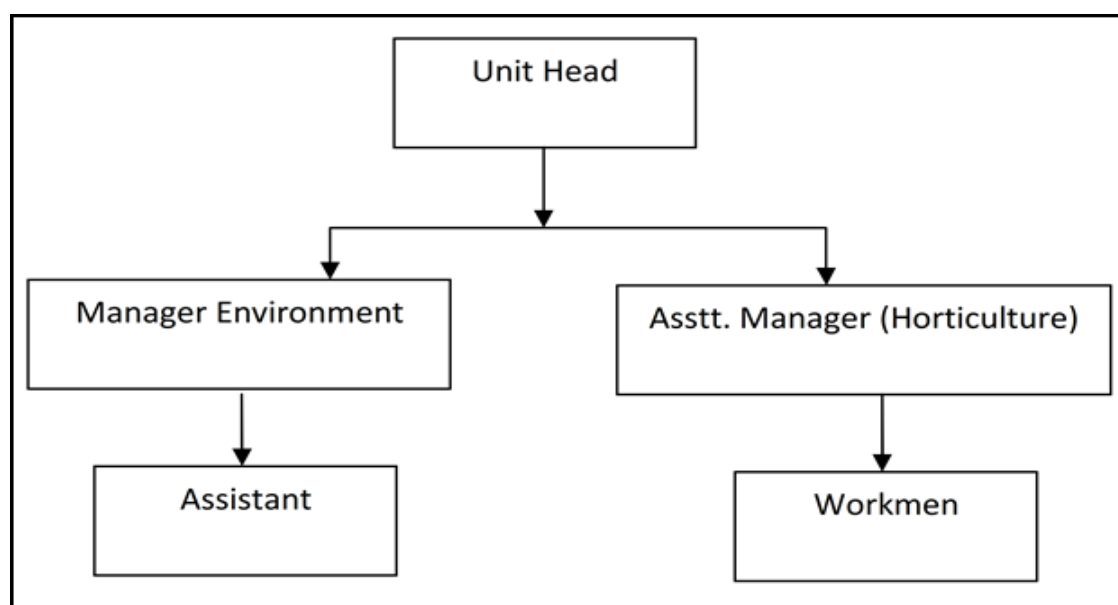 Unit Head
Manager Environment
Asstt. Manager (Horticulture)
Assistant
Workmen